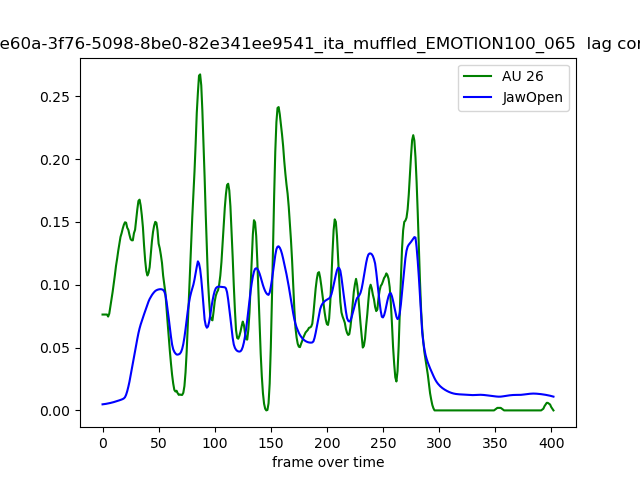 e60a-3f76-5098-8be0-82e341ee9541_ita_muffled_EMOTION100_065 lag
AU 26
JawOpen
0.25
0.20
0.15
0.10
0.05
0.00
0 50 100 150 200 250 300 350 400
frame over time